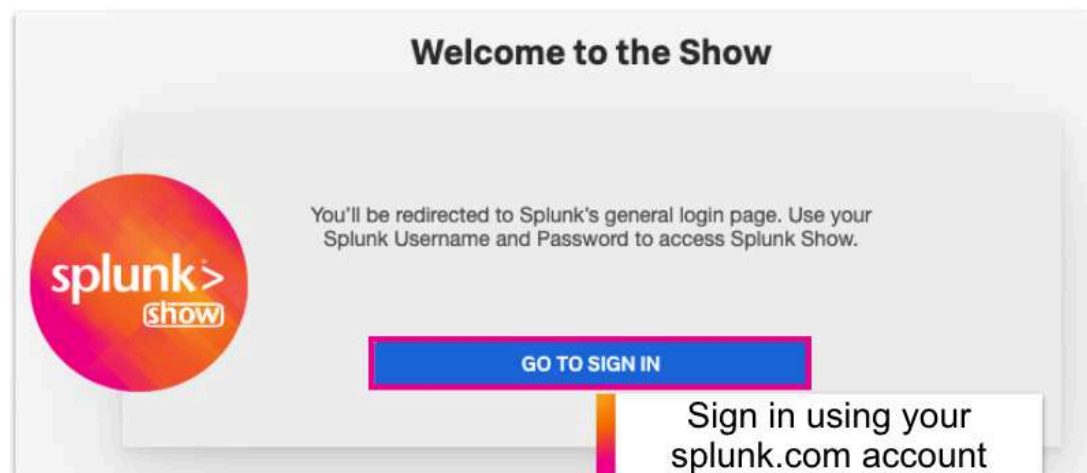 Welcome to the Show
You'll be redirected to Splunk's general login page. Use your
Splunk Username and Password to access Splunk Show.
splunk>
show
GO TO SIGN IN
Sign in using your
splunk.com account